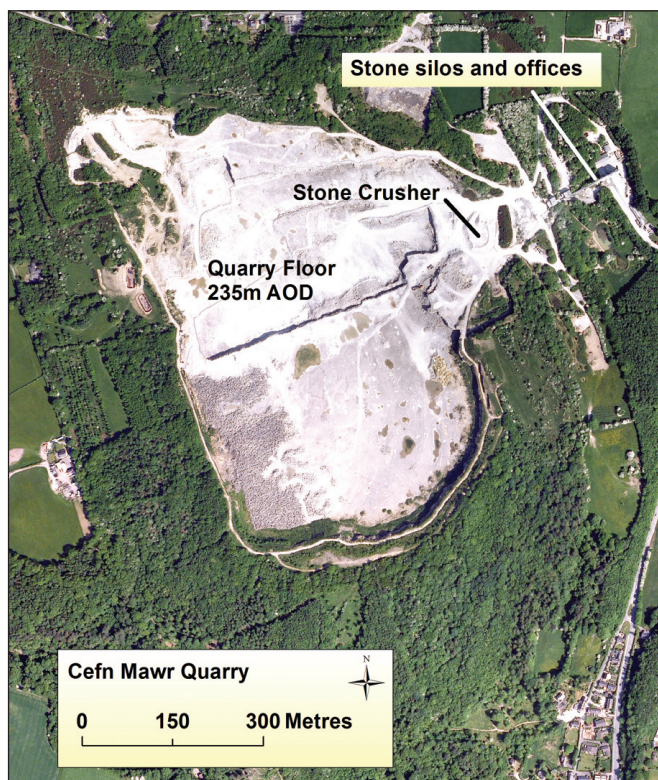 Stone silos and offices
Stone Crusher
Quarry Floor
235m AOD
Cefn Mawr Quarry
N
0 150 300 Metres